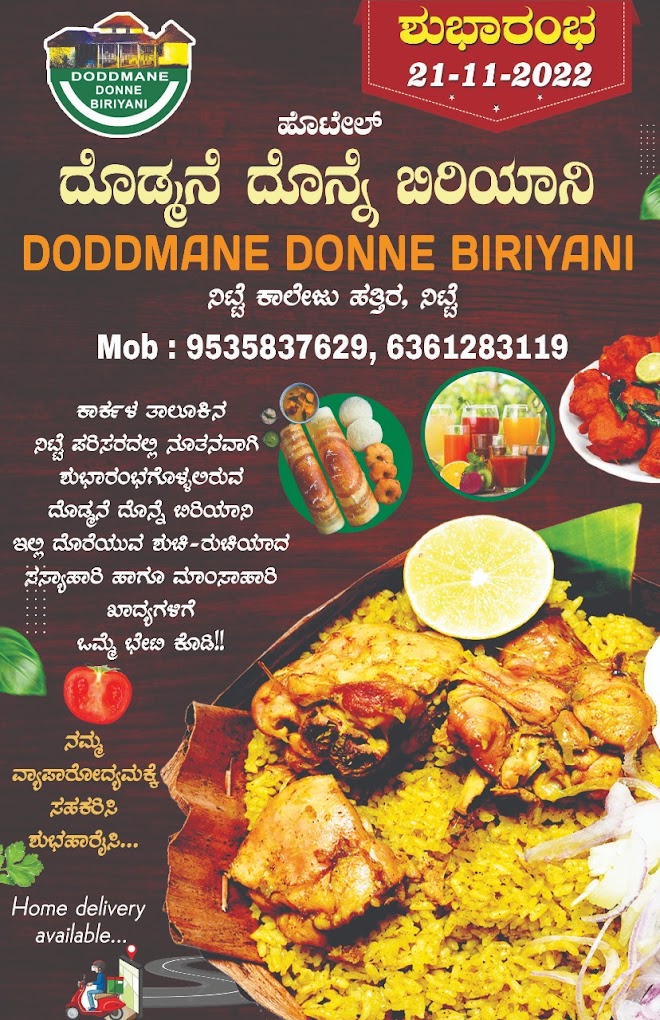 DODDMANE
DONNE
BIRIYANI
ಶುಭಾರಂಭ
21-11-2022
ಹೊಟೇಲ್
ದೊಡ್ಮನೆ ದೊನ್ನೆ ಬಿರಿಯಾನಿ
DODDMANE DONNE BIRIYANI
ನಿಟ್ಟೆ ಕಾಲೇಜು ಹತ್ತಿರ, ನಿಟ್ಟೆ
Mob : 9535837629, 6361283119
ಕಾರ್ಕಳ ತಾಲೂಕಿನ
ನಿಟ್ಟೆ ಪರಿಸರದಲ್ಲಿ ನೂತನವಾಗಿ
ಶುಭಾರಂಭಗೊಳ್ಳಲಿರುವ
ದೊಡ್ಮನೆ ದೊನ್ನೆ ಬಿರಿಯಾನಿ
ಇಲ್ಲಿ ದೊರೆಯುವ ಶುಚಿ-ರುಚಿಯಾದ
ಸಸ್ಯಾಹಾರಿ ಹಾಗೂ ಮಾಂಸಾಹಾರಿ
ಖಾದ್ಯಗಳಿಗೆ
ಒಮ್ಮೆ ಭೇಟಿ ಕೊಡಿ!!
ನಮ್ಮ
ವ್ಯಾಪಾರೋದ್ಯಮಕ್ಕೆ
ಸಹಕರಿಸಿ
ಶುಭಹಾರೈಸಿ...
Home delivery
available...